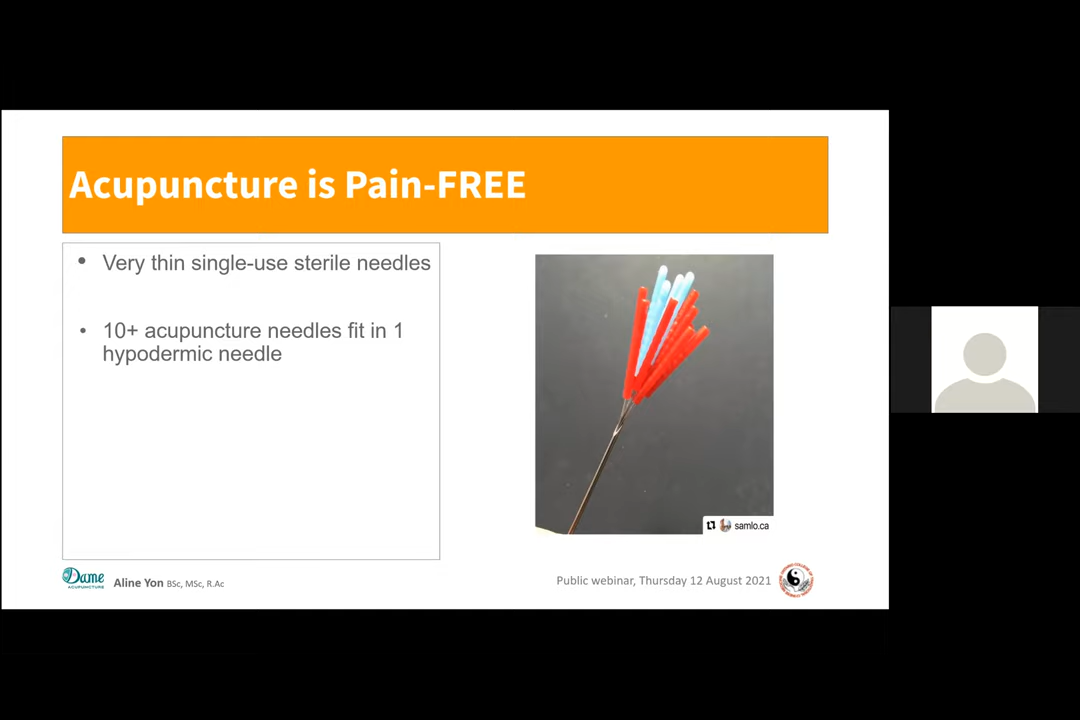 Acupuncture is Pain-FREE
• Very thin single-use sterile needles
• 10+ acupuncture needles fit in 1
hypodermic needle
samlo.ca
Dame
ACUPUNCTURE
Aline Yon BSc, MSc, R.Ac
Public webinar, Thursday 12 August 2021